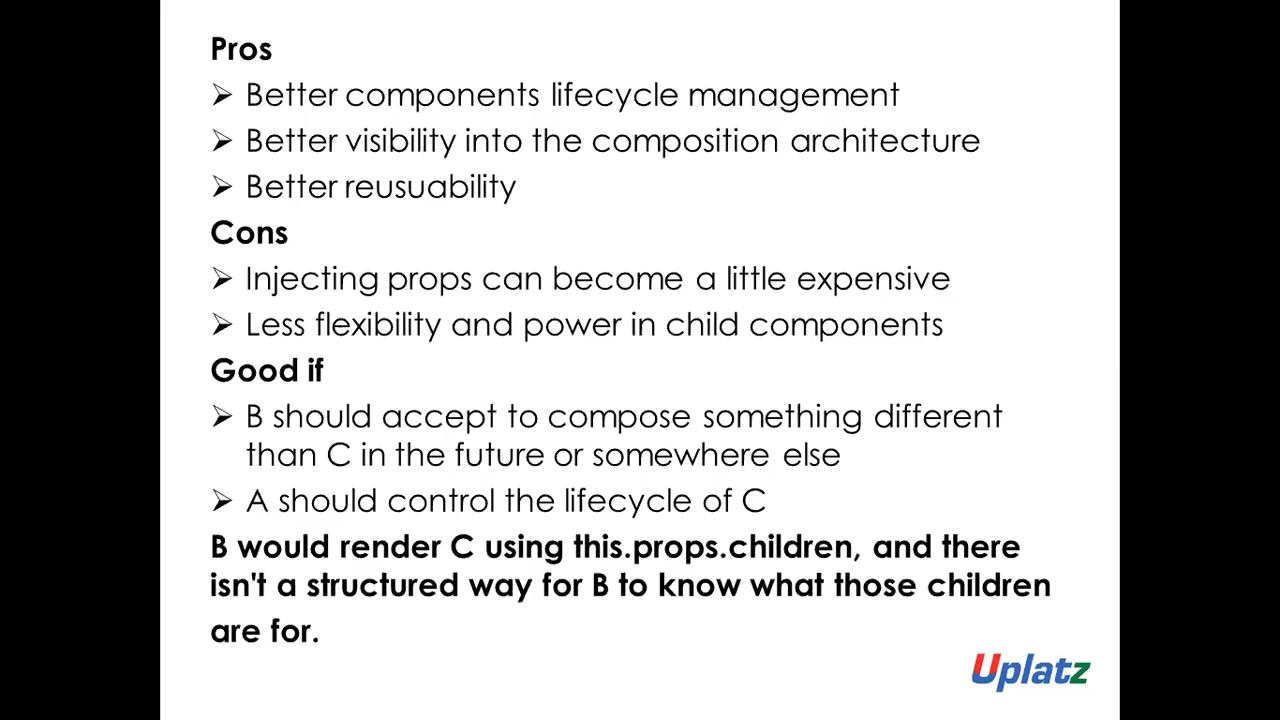 Pros
➢ Better components lifecycle management
➢ Better visibility into the composition architecture
➢ Better reusuability
Cons
➢ Injecting props can become a little expensive
➢ Less flexibility and power in child components
Good if
➢ B should accept to compose something different
than C in the future or somewhere else
➢ A should control the lifecycle of C
B would render C using this.props.children, and there
isn't a structured way for B to know what those children
are for.
Uplatz